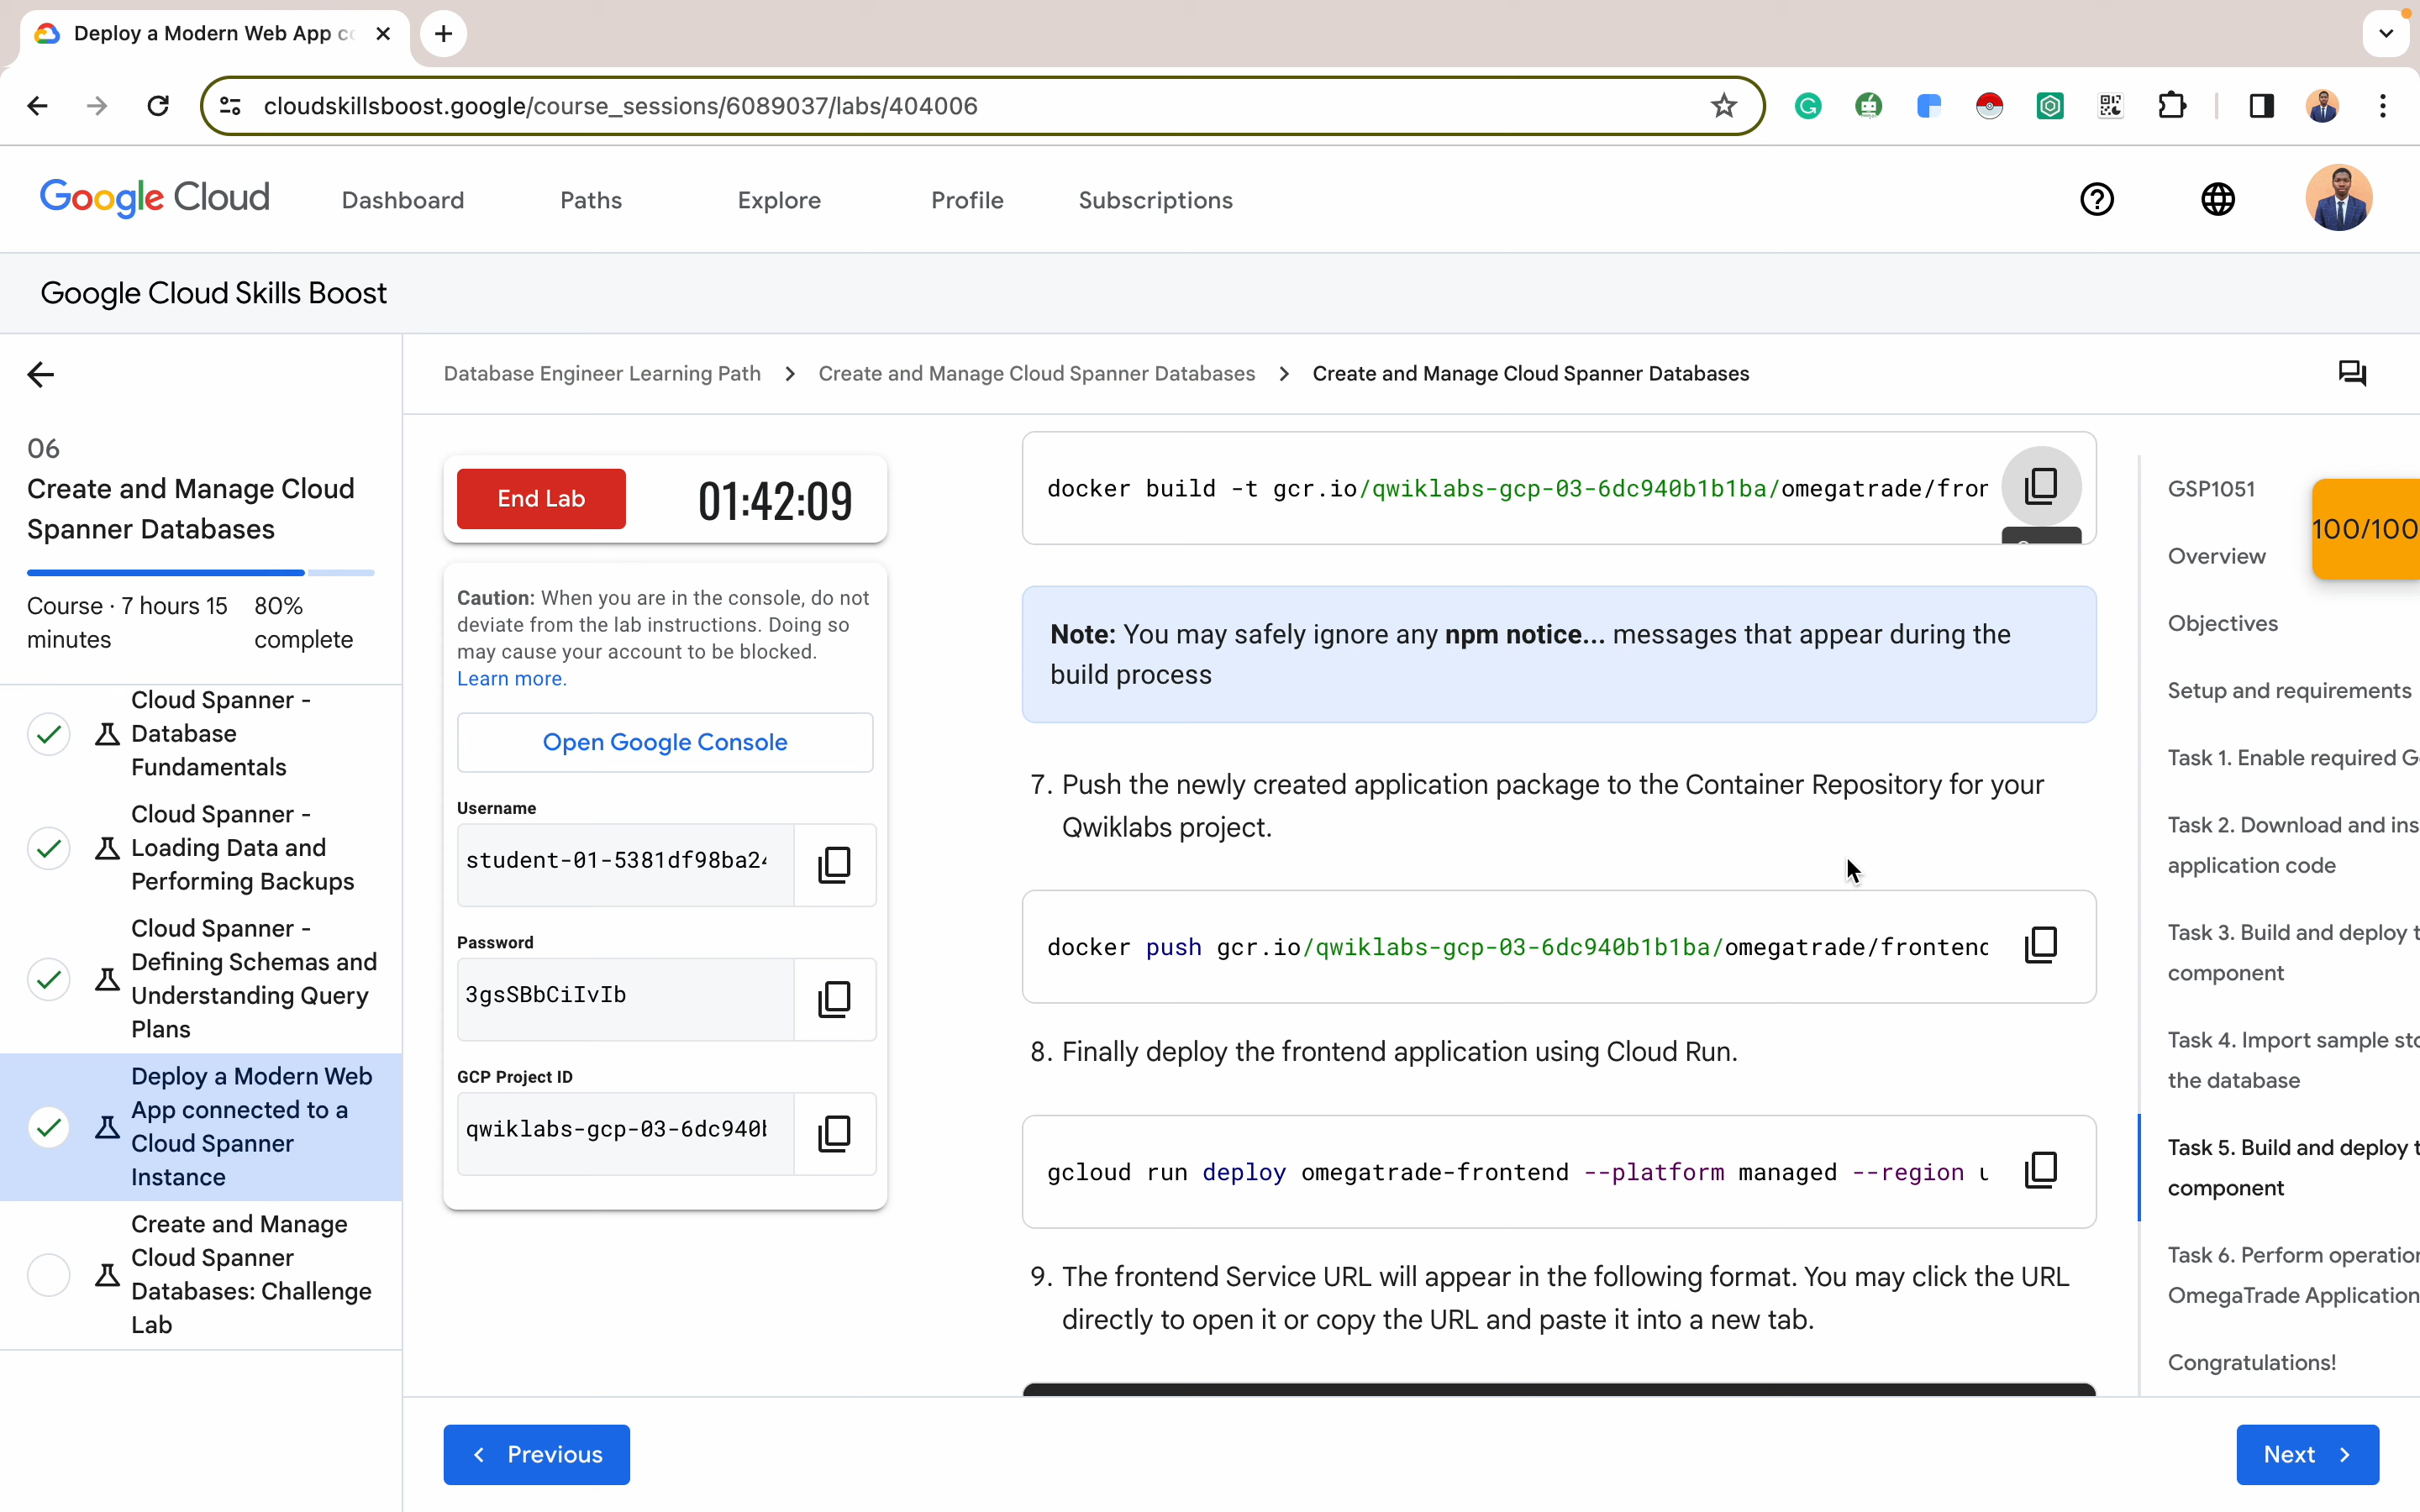 Deploy a Modern Web App
cloudskillsboost.google/course_sessions/6089037/labs/404006
Google Cloud
Dashboard
Paths
Explore
Profile
Subscriptions
Google Cloud Skills Boost
06
Create and Manage Cloud
Spanner Databases
Course · 7 hours 15
minutes
80%
complete
Cloud Spanner -
Database
Fundamentals
Cloud Spanner -
Loading Data and
Performing Backups
Cloud Spanner -
Defining Schemas and
Understanding Query
Plans
Deploy a Modern Web
App connected to a
Cloud Spanner
Instance
Create and Manage
Cloud Spanner
Databases: Challenge
Lab
Database Engineer Learning Path > Create and Manage Cloud Spanner Databases > Create and Manage Cloud Spanner Databases
End Lab
01:42:09
Caution: When you are in the console, do not
deviate from the lab instructions. Doing so
may cause your account to be blocked.
Learn more.
Open Google Console
Username
student-01-5381df98ba24
Password
3gsSBbCiIvIb
GCP Project ID
qwiklabs-gcp-03-6dc940b
docker build -t gcr.io/qwiklabs-gcp-03-6dc940b1b1ba/omegatrade/fron
Note: You may safely ignore any npm notice... messages that appear during the
build process
7. Push the newly created application package to the Container Repository for your
Qwiklabs project.
docker push gcr.io/qwiklabs-gcp-03-6dc940b1b1ba/omegatrade/frontend
8. Finally deploy the frontend application using Cloud Run.
gcloud run deploy omegatrade-frontend --platform managed --region u
9. The frontend Service URL will appear in the following format. You may click the URL
directly to open it or copy the URL and paste it into a new tab.
GSP1051
100/100
Overview
Objectives
Setup and requirements
Task 1. Enable required G
Task 2. Download and ins
application code
Task 3. Build and deploy t
component
Task 4. Import sample sto
the database
Task 5. Build and deploy t
component
Task 6. Perform operation
OmegaTrade Application
Congratulations!
Previous
Next